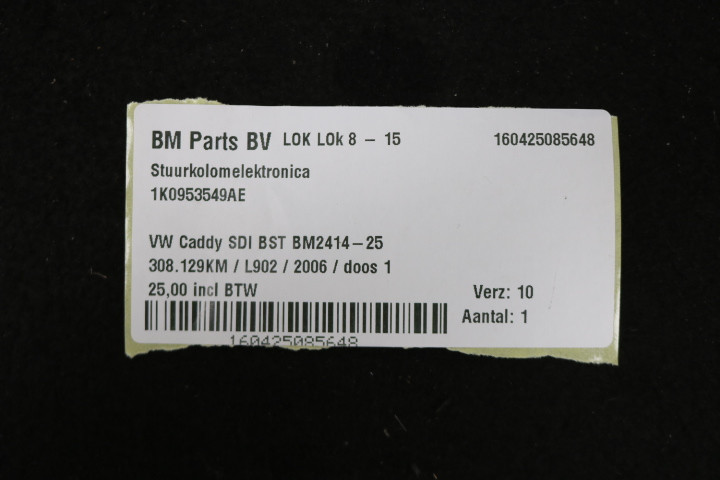 BM Parts BV LOK LOk 8 - 15 160425085648
Stuurkolomelektronica
1K0953549AE
VW Caddy SDI BST BM2414-25
308.129KM / L902 / 2006 / doos 1
25,00 incl BTW Verz: 10
Aantal: 1
160425085648